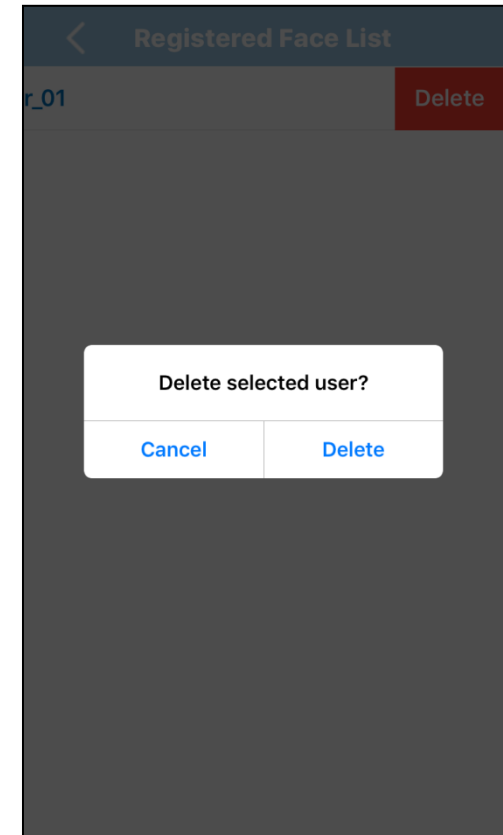 Registered Face List
r_01
Delete
Delete selected user?
Cancel
Delete